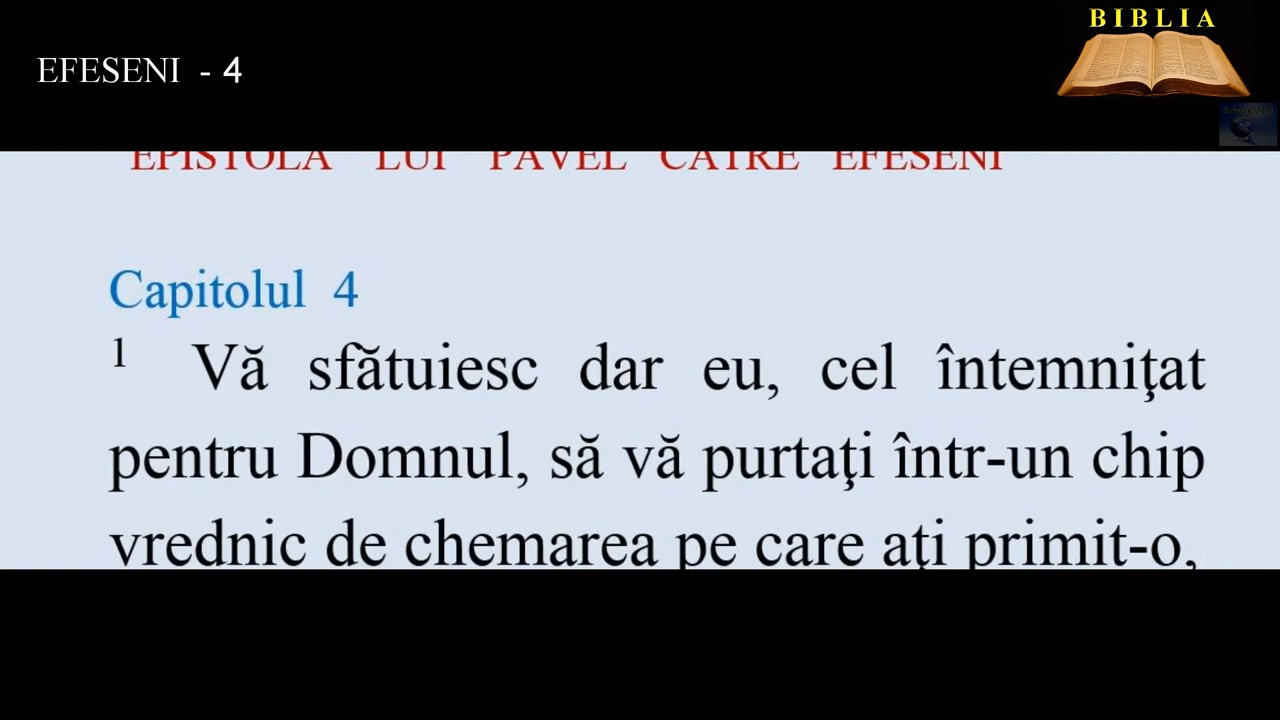 BIBLIA
EFESENI - 4
EPISTOLA LUI PAVEL CĂTRE EFESENI
Capitolul 4
1 Vă sfătuiesc dar eu, cel întemniţat
pentru Domnul, să vă purtaţi într-un chip
vrednic de chemarea pe care aţi primit-o,